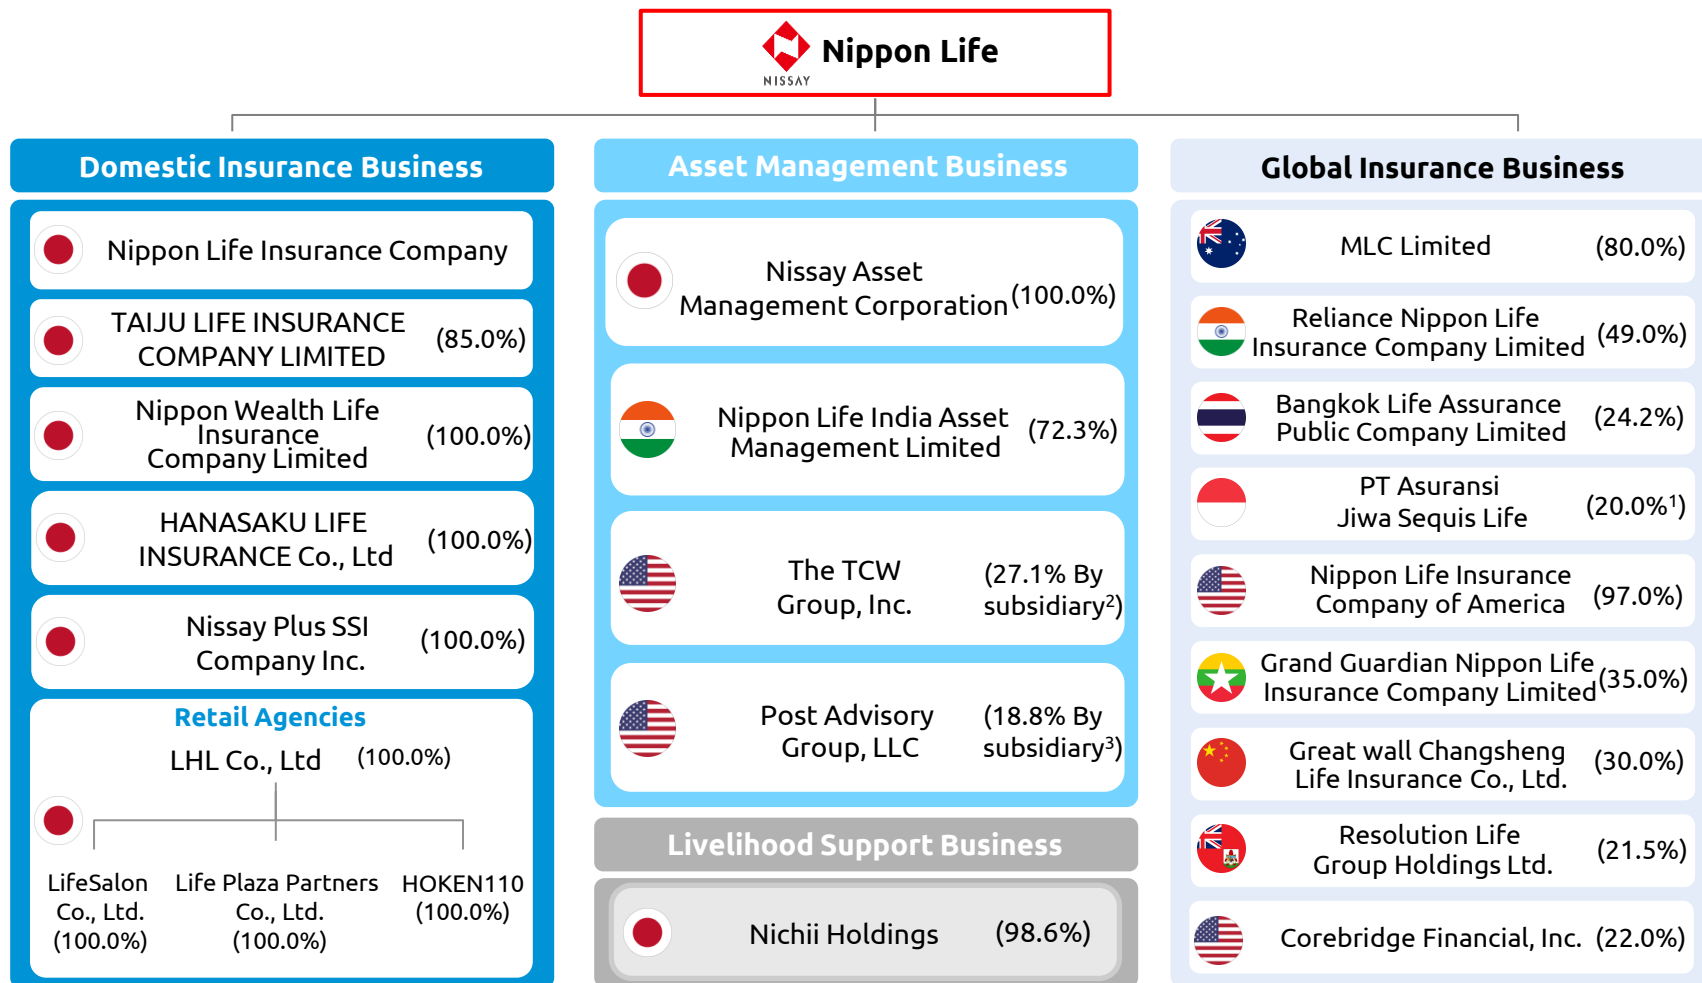 NISSAY
Nippon Life
Domestic Insurance Business
Nippon Life Insurance Company
TAIJU LIFE INSURANCE
COMPANY LIMITED
(85.0%)
Nippon Wealth Life
Insurance
Company Limited
(100.0%)
HANASAKU LIFE
INSURANCE Co., Ltd
(100.0%)
Nissay Plus SSI
Company Inc.
(100.0%)
Retail Agencies
LHL Co., Ltd (100.0%)
LifeSalon
Co., Ltd.
(100.0%)
Life Plaza Partners
Co., Ltd.
(100.0%)
HOKEN110
(100.0%)
Asset Management Business
Nissay Asset
Management Corporation
(100.0%)
Nippon Life India Asset
Management Limited
(72.3%)
The TCW
Group, Inc.
(27.1% By
subsidiary²)
Post Advisory
Group, LLC
(18.8% By
subsidiary³)
Livelihood Support Business
Nichii Holdings (98.6%)
Global Insurance Business
MLC Limited (80.0%)
Reliance Nippon Life
Insurance Company Limited
(49.0%)
Bangkok Life Assurance
Public Company Limited
(24.2%)
PT Asuransi
Jiwa Sequis Life
(20.0%¹)
Nippon Life Insurance
Company of America
(97.0%)
Grand Guardian Nippon Life
Insurance Company Limited
(35.0%)
Great wall Changsheng
Life Insurance Co., Ltd.
(30.0%)
Resolution Life
Group Holdings Ltd.
(21.5%)
Corebridge Financial, Inc. (22.0%)